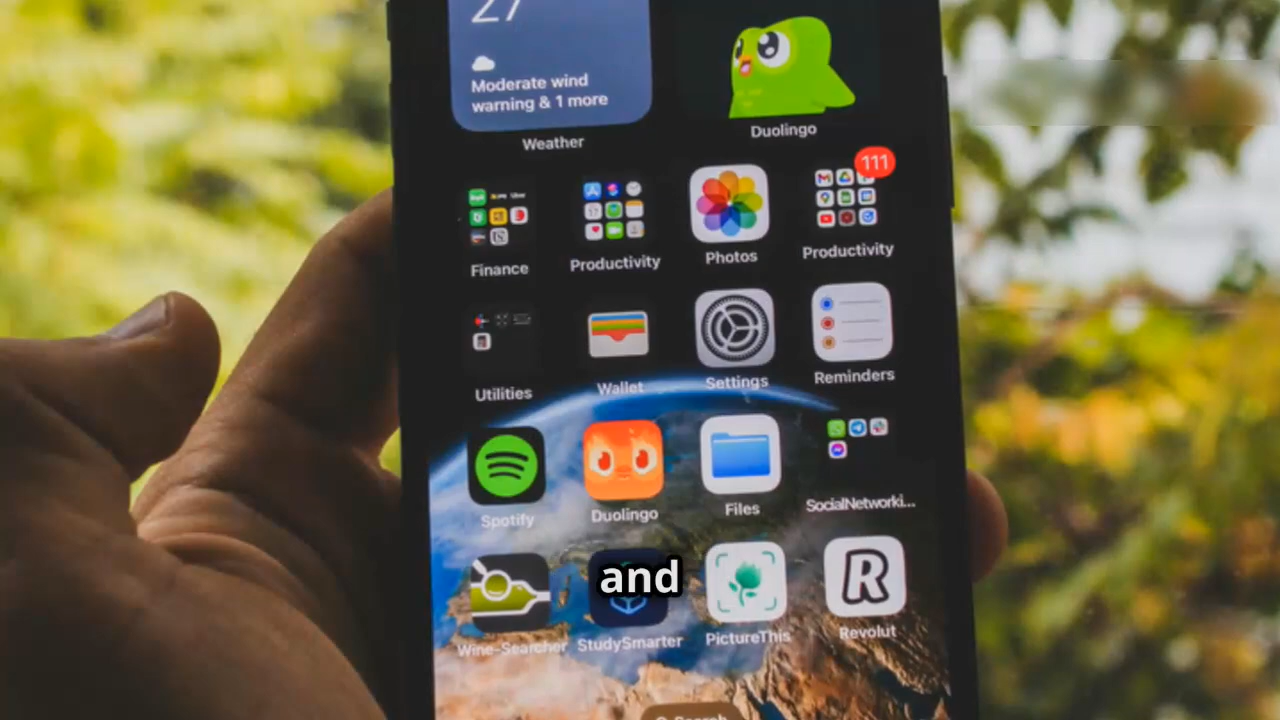 27
Moderate wind
warning & 1 more
Weather
Duolingo
111
Finance
Productivity
Photos
Productivity
Utilities
Wallet
Settings
Reminders
Spotify
Duolingo
Files
SocialNetworki...
and
R
Wine-Searcher
StudySmarter
PictureThis
Revolut
Search